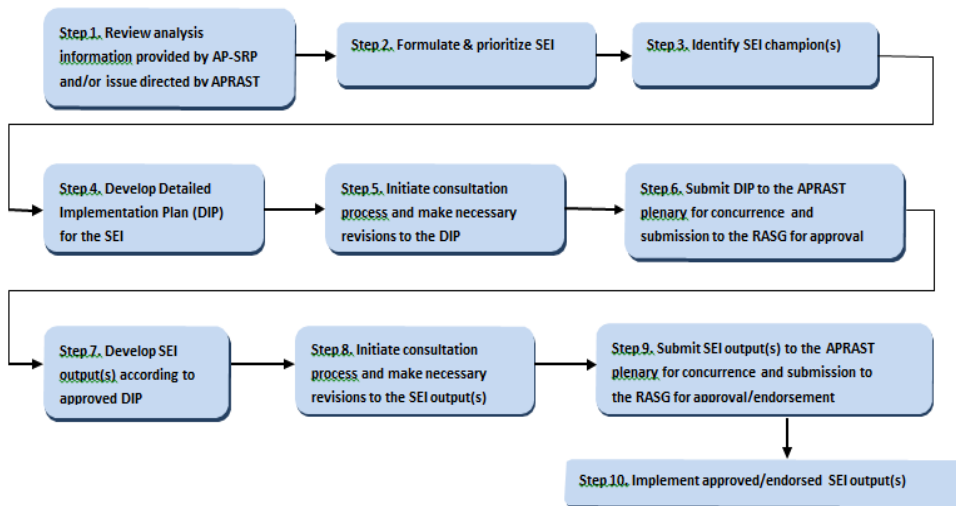 Step 1. Review analysis
information provided by AP-SRP
and/or issue directed by APRAST
Step 2. Formulate & prioritize SEI
Step 3. Identify SEI champion(s)
Step 4. Develop Detailed
Implementation Plan (DIP)
for the SEI
Step 5. Initiate consultation
process and make necessary
revisions to the DIP
Step 6. Submit DIP to the APRAST
plenary for concurrence and
submission to the RASG for approval
Step 7. Develop SEI
output(s) according to
approved DIP
Step 8. Initiate consultation
process and make necessary
revisions to the SEI output(s)
Step 9. Submit SEI output(s) to the APRAST
plenary for concurrence and submission to
the RASG for approval/endorsement
Step 10. Implement approved/endorsed SEI output(s)